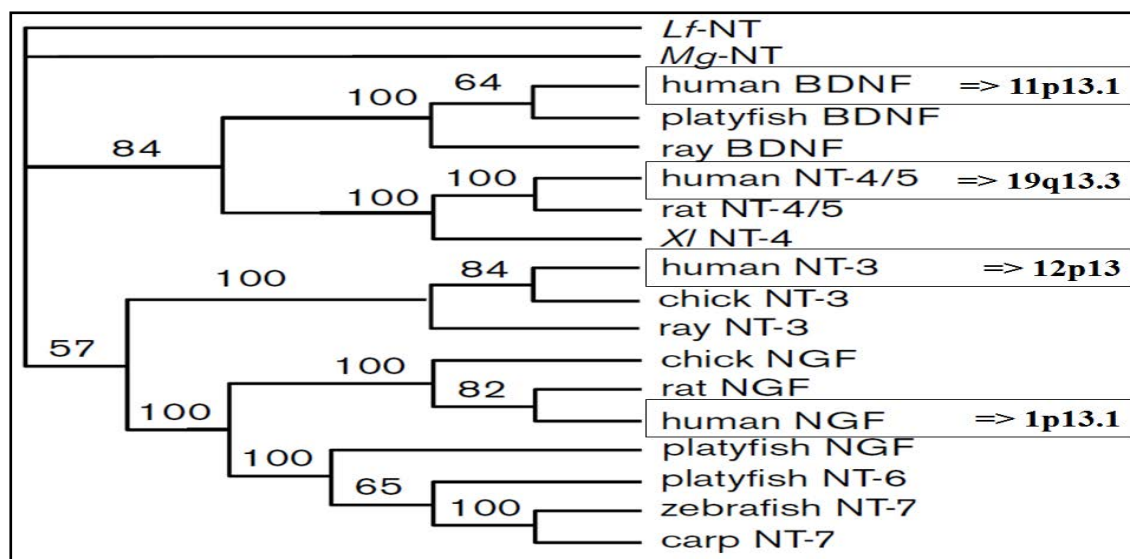 Lf-NT
Mg-NT
64
human BDNF => 11p13.1
100
platyfish BDNF
84
ray BDNF
100
human NT-4/5 => 19q13.3
100
rat NT-4/5
Xl NT-4
84
human NT-3 => 12p13
100
chick NT-3
ray NT-3
57
chick NGF
100
82
rat NGF
100
human NGF => 1p13.1
100
platyfish NGF
65
platyfish NT-6
100
zebrafish NT-7
carp NT-7